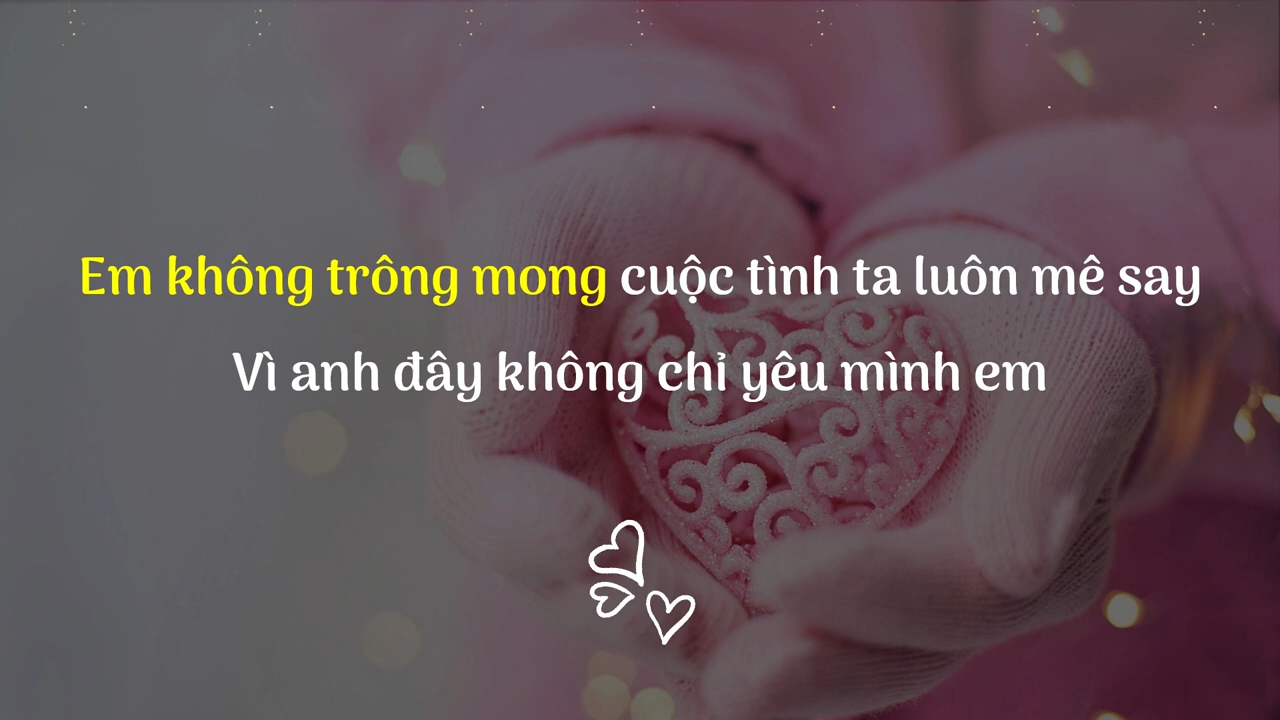 Em không trông mong cuộc tình ta luôn mê say
Vì anh đây không chỉ yêu mình em